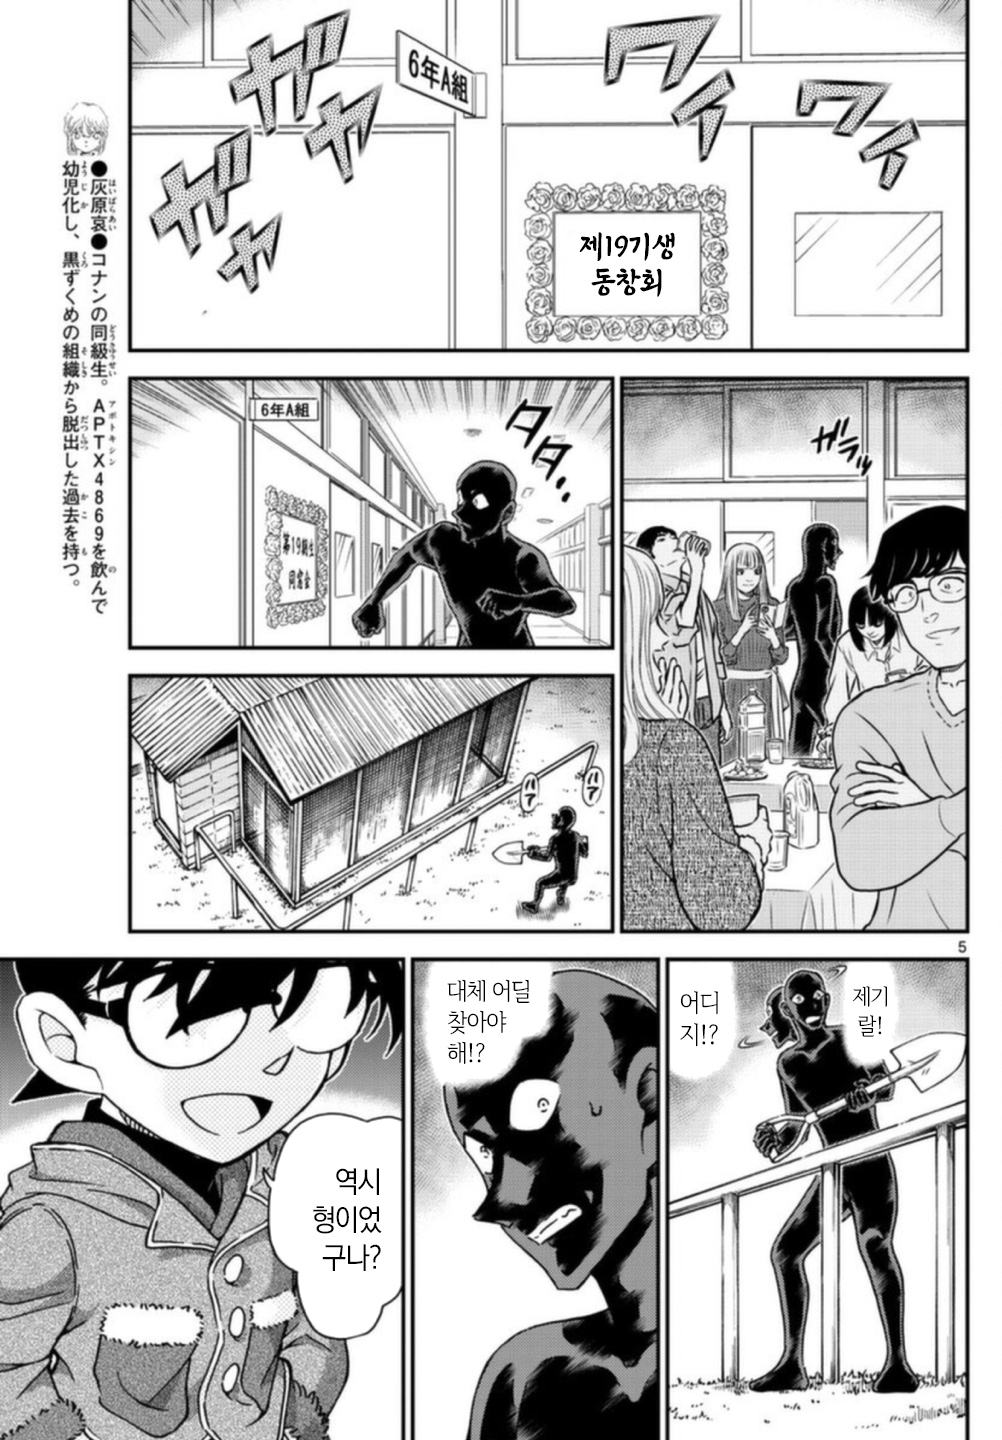 6年A組
ガヤ
ガヤ
ワイ
ワイ
제19기생
동창회
●灰原哀●コナンの同級生。APTX4869を飲んで
幼児化し、黒ずくめの組織から脱出した過去を持つ。
ガラッ
6年A組
第19期生
同窓会
タタ…
ハア
ハア
5
제기
랄!
어디
지!?
대체 어딜
찾아야
해!?
역시
형이었
구나?